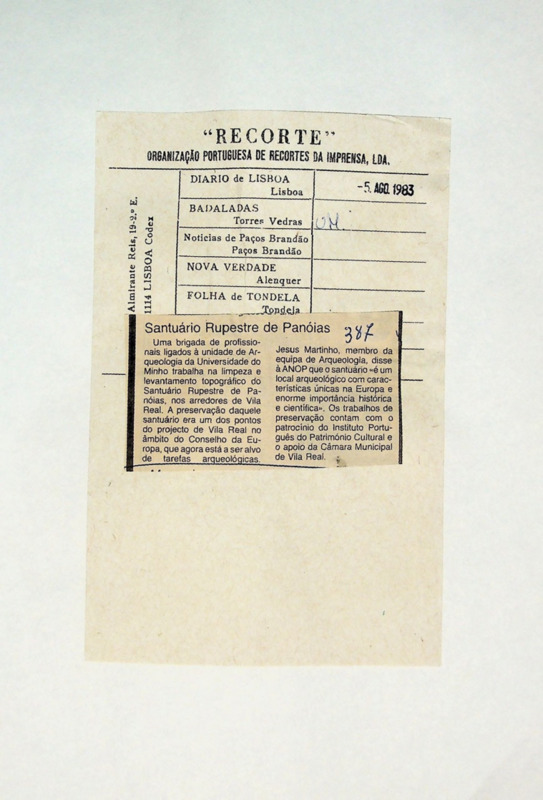 "RECORTE"
ORGANIZAÇÃO PORTUGUESA DE RECORTES DA IMPRENSA, LDA.
Almirante Reis, 19-2.º E.
1114 LISBOA Codex
DIARIO de LISBOA
Lisboa
-5. AGO. 1983
BADALADAS
Torres Vedras
Noticias de Paços Brandão
Paços Brandão
NOVA VERDADE
Alenquer
FOLHA de TONDELA
Tondela
Santuário Rupestre de Panóias
387
Uma brigada de profissio-
nais ligados à unidade de Ar-
queologia da Universidade do
Minho trabalha na limpeza e
levantamento topográfico do
Santuário Rupestre de Pa-
nóias, nos arredores de Vila
Real. A preservação daquele
santuário era um dos pontos
do projecto de Vila Real no
âmbito do Conselho da Eu-
ropa, que agora está a ser alvo
de tarefas arqueológicas.
Jesus Martinho, membro da
equipa de Arqueologia, disse
à ANOP que o santuário «é um
local arqueológico com carac-
terísticas únicas na Europa e
enorme importância histórica
e científica». Os trabalhos de
preservação contam com o
patrocínio do Instituto Portu-
guês do Património Cultural e
o apoio da Câmara Municipal
de Vila Real.